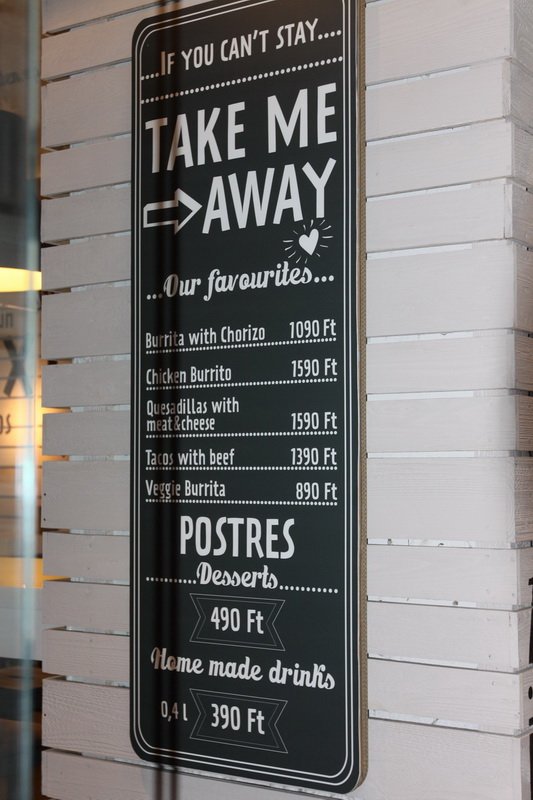 ....IF YOU CAN'T STAY....
TAKE ME
AWAY
...Our favourites...
Burrita with Chorizo 1090 Ft
Chicken Burrito 1590 Ft
Quesadillas with
meat&cheese 1590 Ft
Tacos with beef 1390 Ft
Veggie Burrita 890 Ft
POSTRES
Desserts
490 Ft
Home made drinks
0,4 l 390 Ft